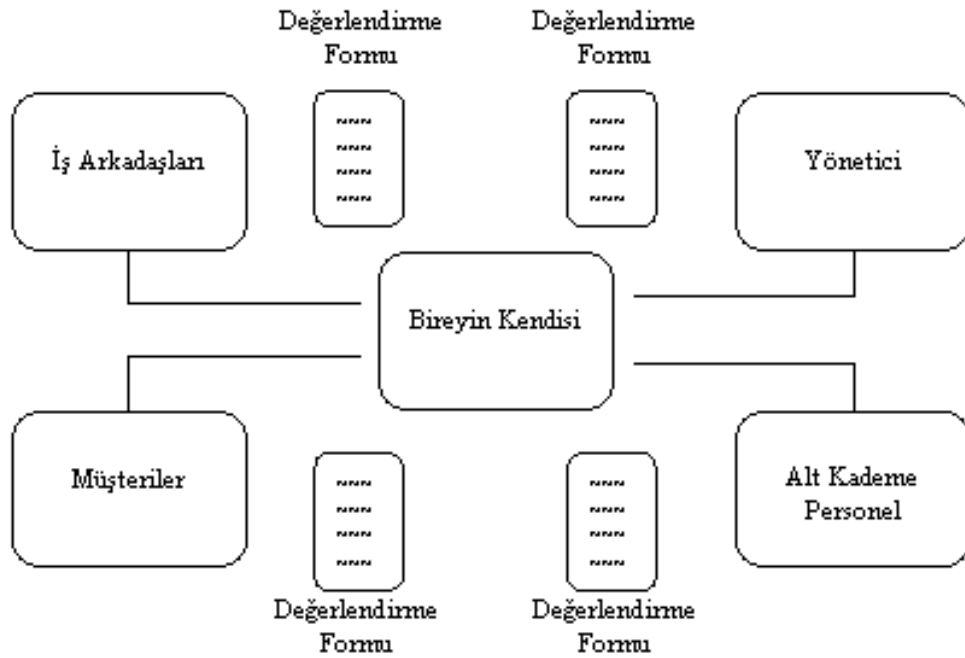 Değerlendirme
Formu
Değerlendirme
Formu
İş Arkadaşları
Yönetici
Bireyin Kendisi
Müşteriler
Alt Kademe
Personel
Değerlendirme
Formu
Değerlendirme
Formu